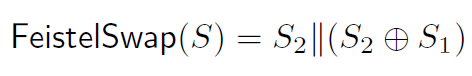 FeistelSwap(S) = S₂∥(S₂ ⊕ S₁)